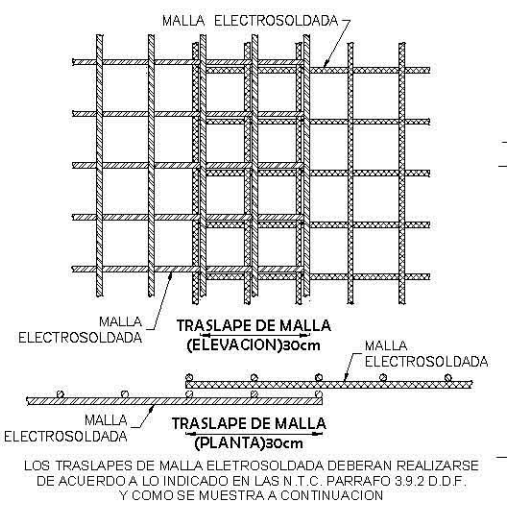 MALLA ELECTROSOLDADA
MALLA
ELECTROSOLDADA
TRASLAPE DE MALLA
(ELEVACION)30cm
MALLA
ELECTROSOLDADA
MALLA
ELECTROSOLDADA
TRASLAPE DE MALLA
(PLANTA)30cm
LOS TRASLAPES DE MALLA ELETROSOLDADA DEBERAN REALIZARSE
DE ACUERDO A LO INDICADO EN LAS N.T.C. PARRAFO 3.9.2 D.D.F.
Y COMO SE MUESTRA A CONTINUACION